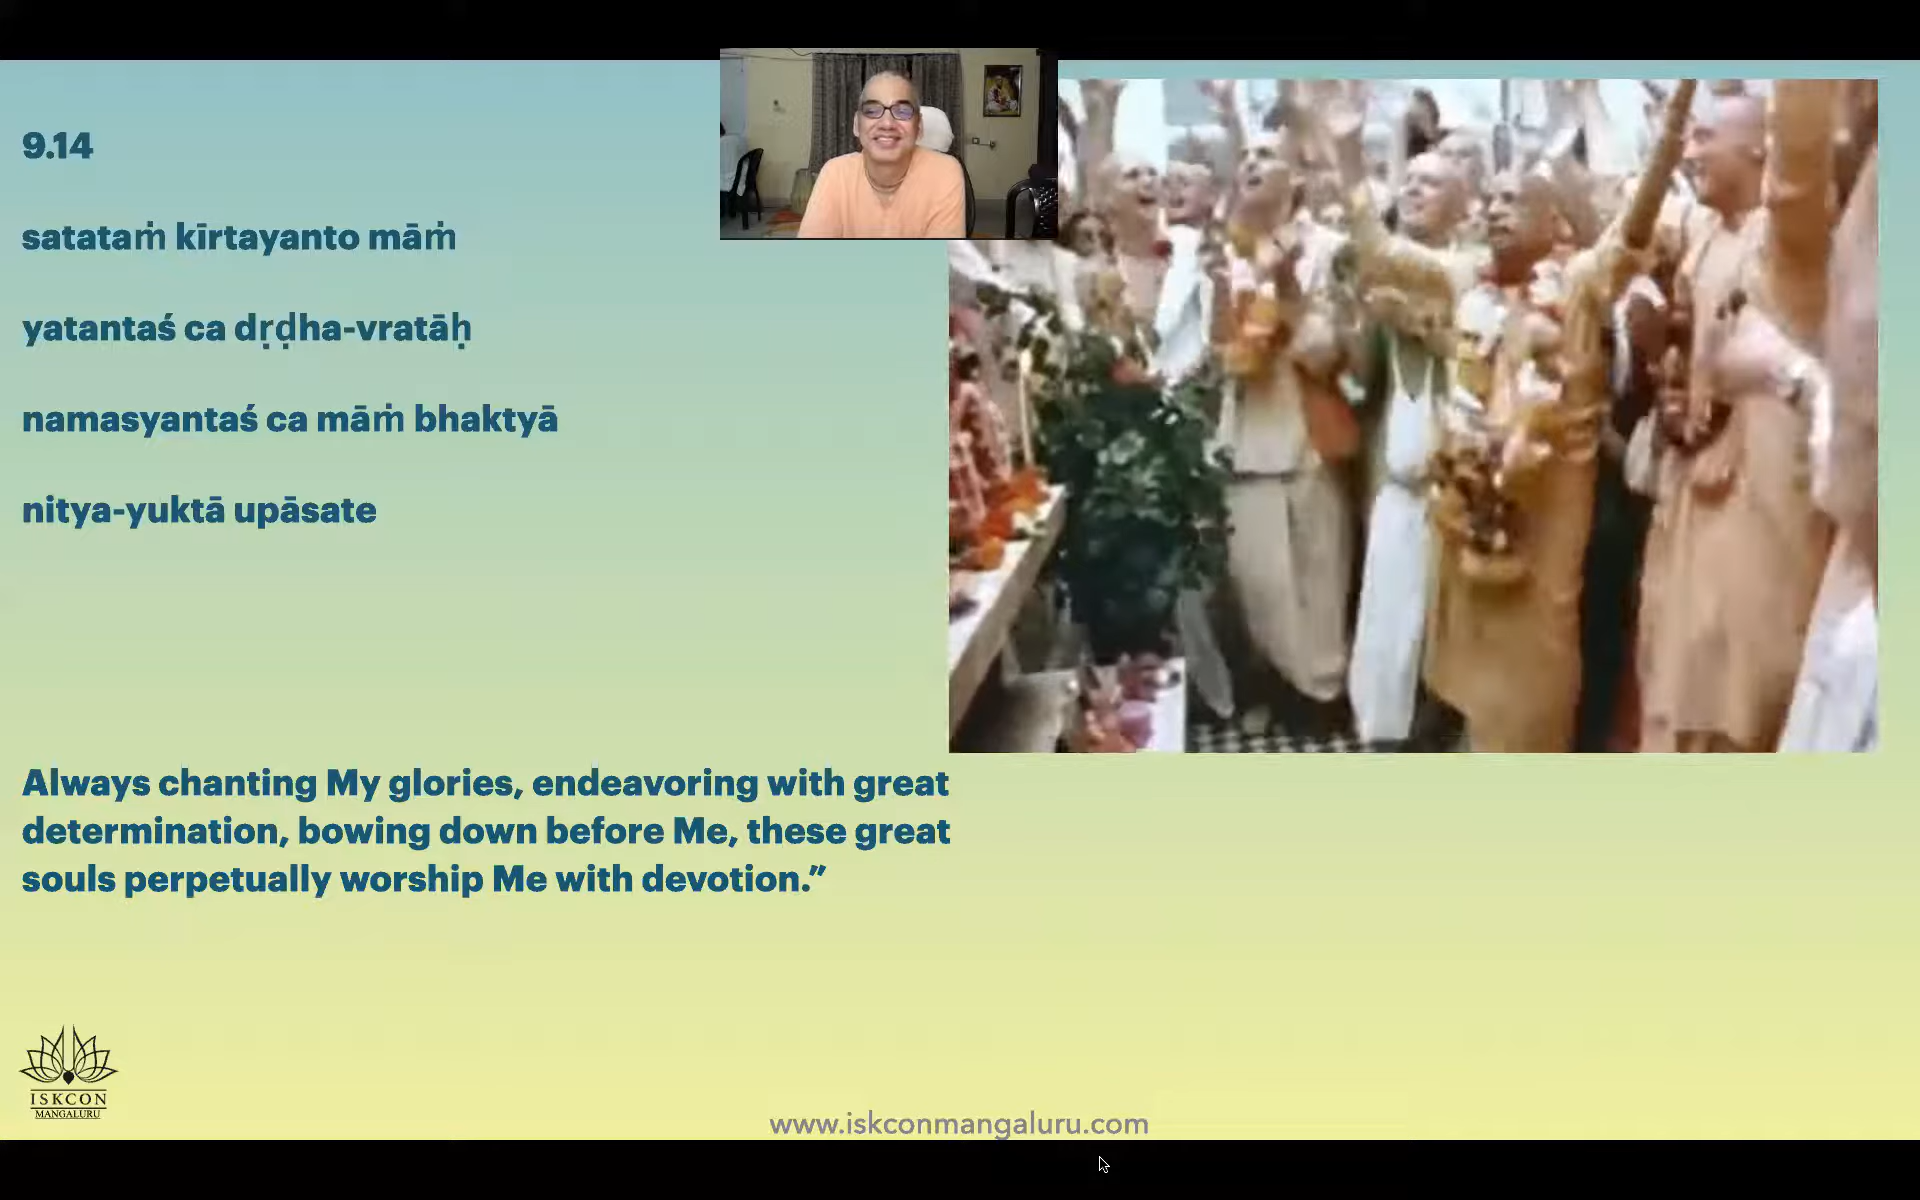 9.14
satataṁ kīrtayanto māṁ
yatantaś ca dṛḍha-vratāḥ
namasyantaś ca māṁ bhaktyā
nitya-yuktā upāsate
Always chanting My glories, endeavoring with great
determination, bowing down before Me, these great
souls perpetually worship Me with devotion.”
ISKCON
MANGALURU
www.iskconmangaluru.com